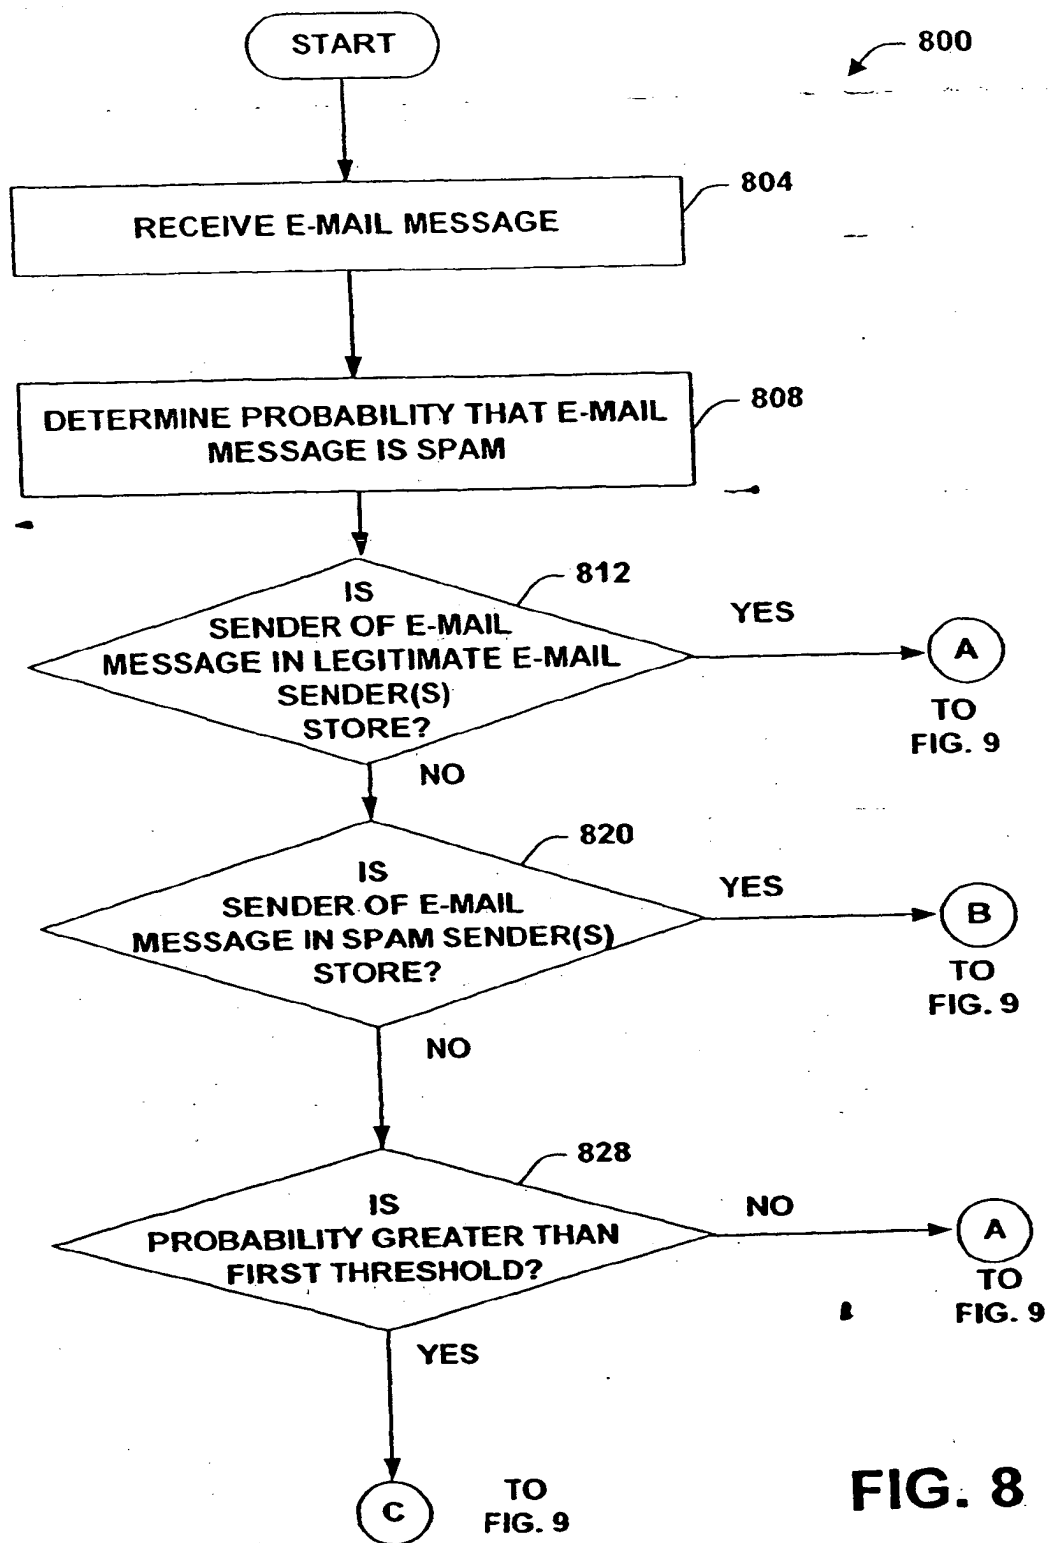 START
800
804
RECEIVE E-MAIL MESSAGE
808
DETERMINE PROBABILITY THAT E-MAIL
MESSAGE IS SPAM
812
IS
SENDER OF E-MAIL
MESSAGE IN LEGITIMATE E-MAIL
SENDER(S)
STORE?
YES
A
TO
FIG. 9
NO
820
IS
SENDER OF E-MAIL
MESSAGE IN SPAM SENDER(S)
STORE?
YES
B
TO
FIG. 9
NO
828
IS
PROBABILITY GREATER THAN
FIRST THRESHOLD?
NO
A
TO
FIG. 9
YES
C
TO
FIG. 9
FIG. 8